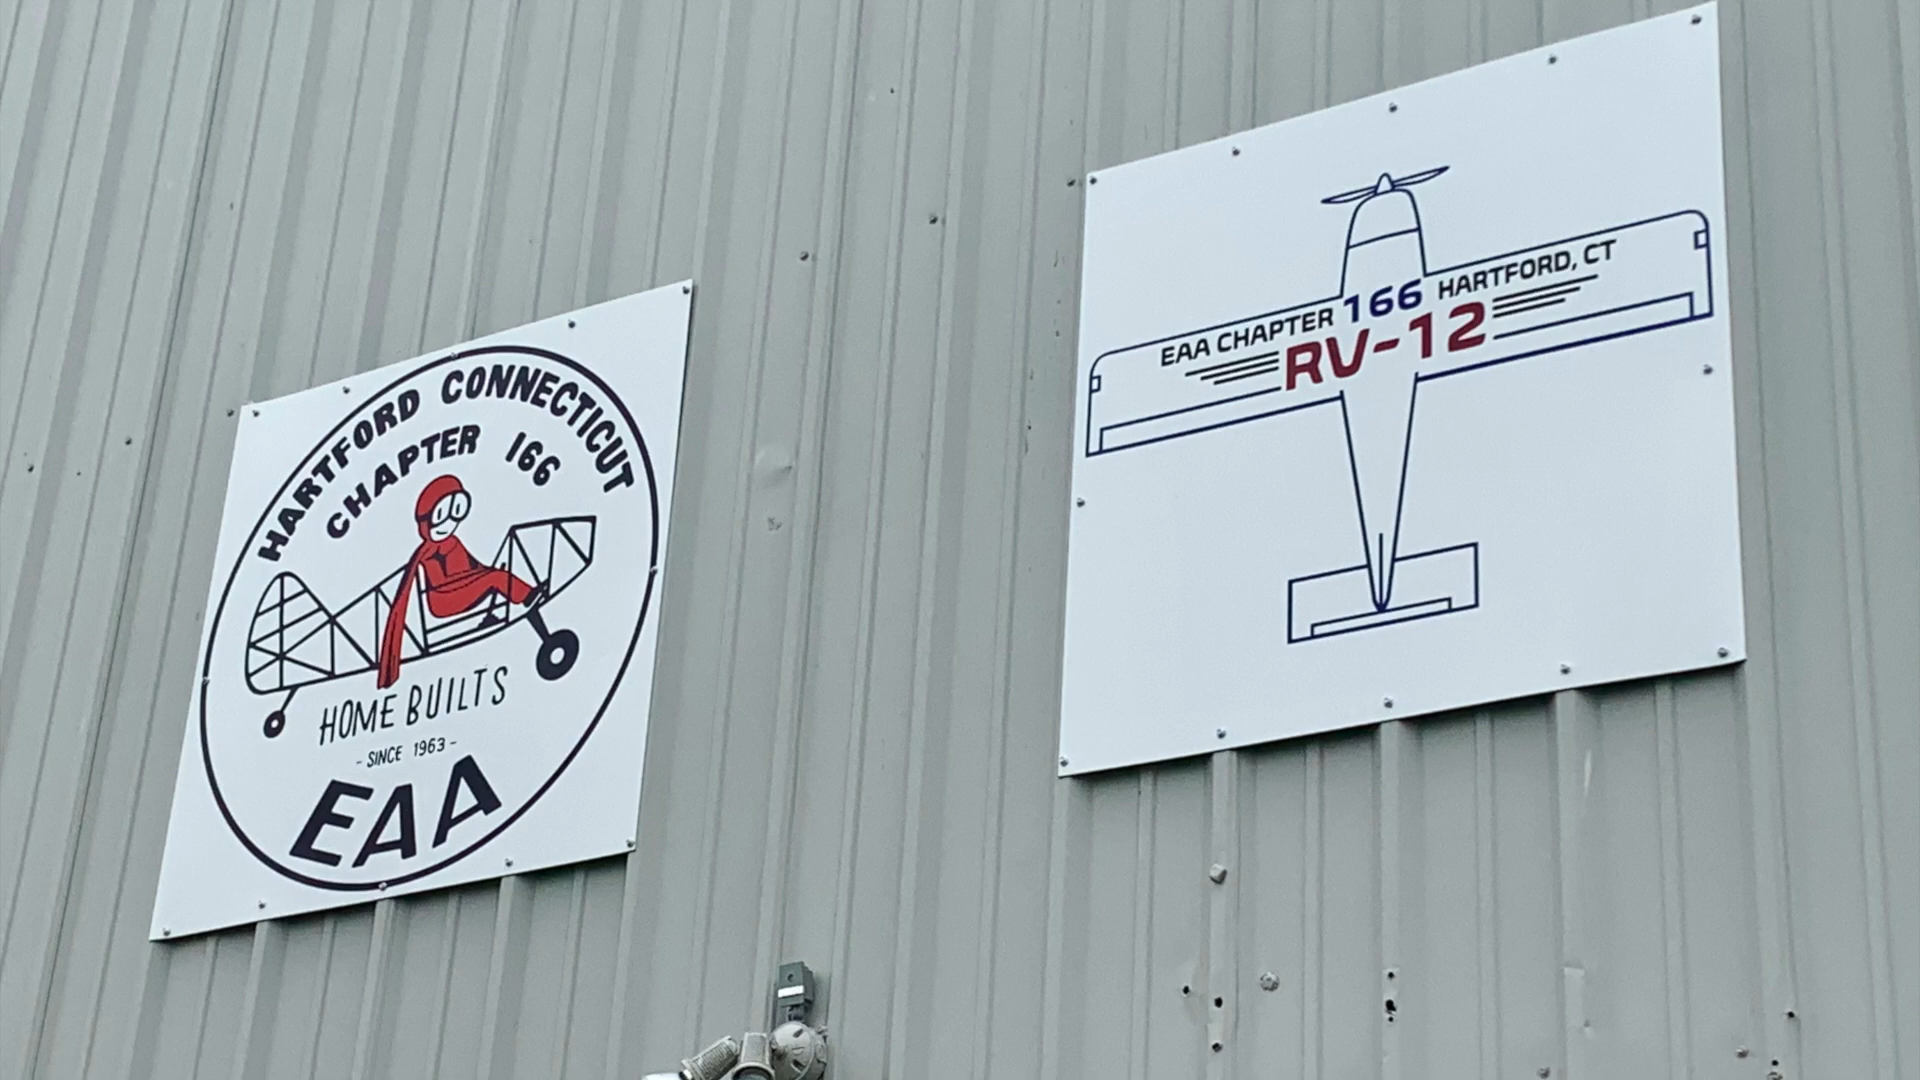 HARTFORD CONNECTICUT
CHAPTER 166
HOME BUILTS
- SINCE 1963 -
EAA
EAA CHAPTER 166 HARTFORD, CT
RV-12